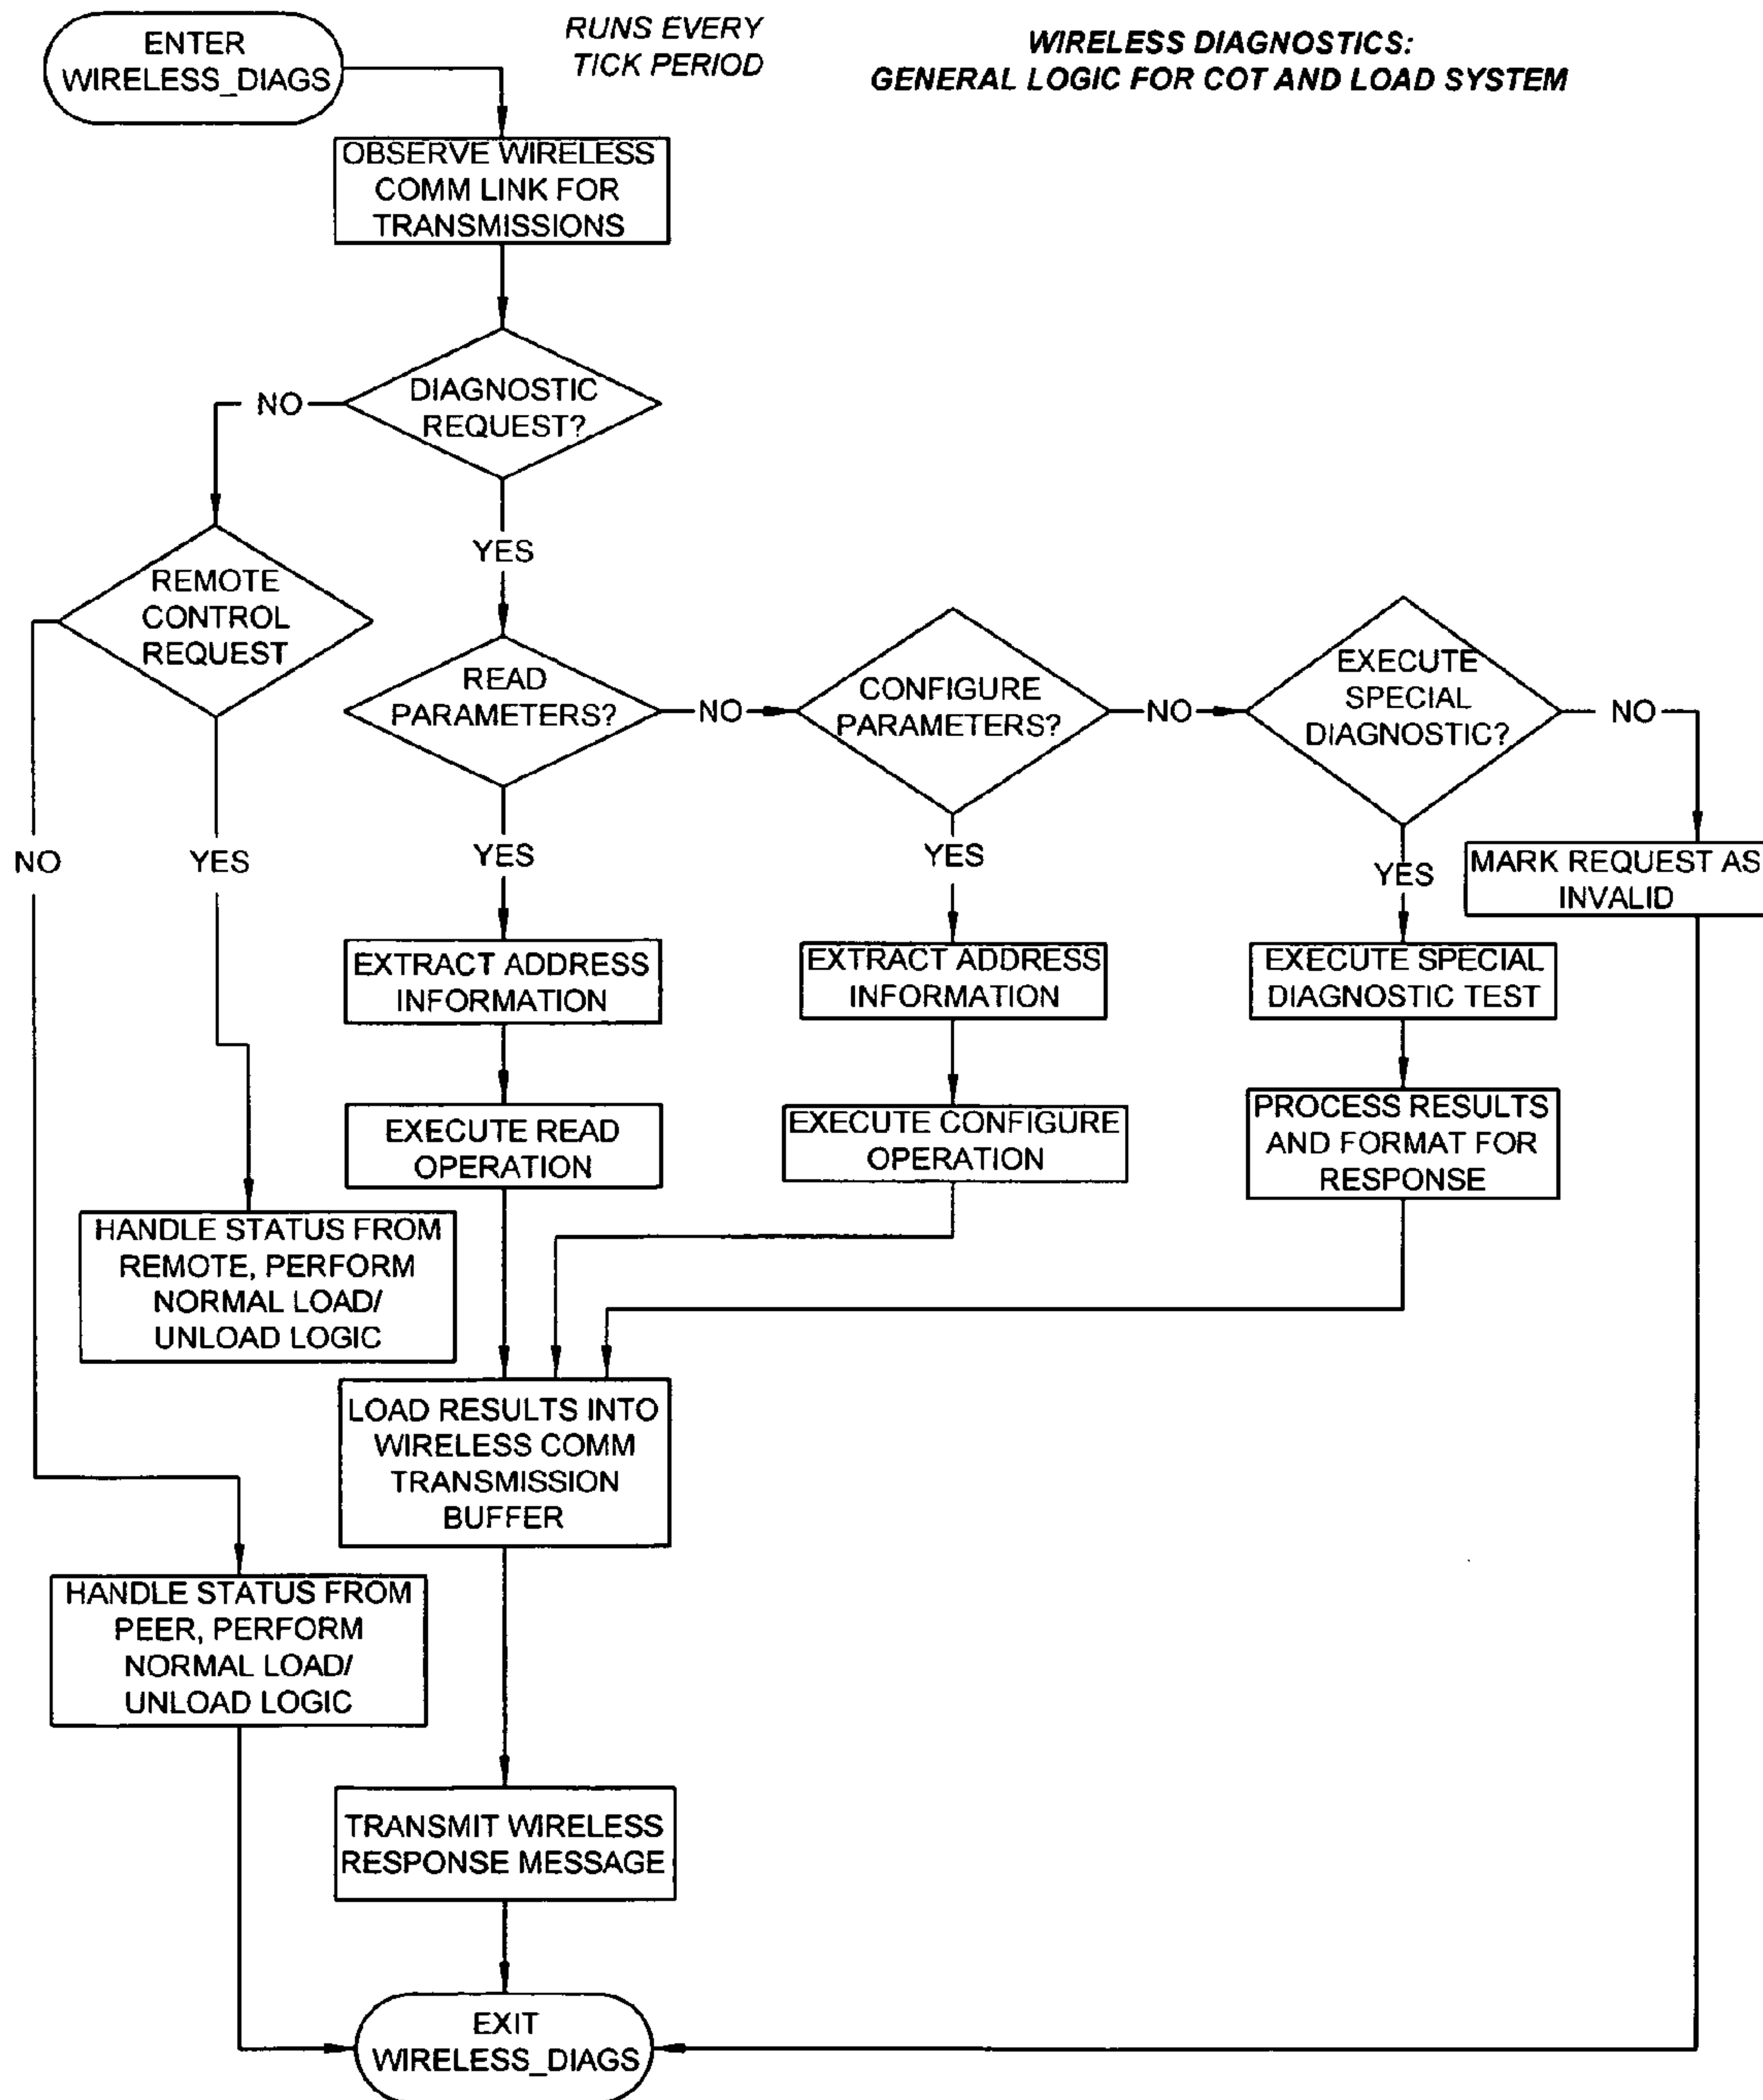 ENTER
WIRELESS_DIAGS
RUNS EVERY
TICK PERIOD
WIRELESS DIAGNOSTICS:
GENERAL LOGIC FOR COT AND LOAD SYSTEM
OBSERVE WIRELESS
COMM LINK FOR
TRANSMISSIONS
DIAGNOSTIC
REQUEST?
NO
YES
REMOTE
CONTROL
REQUEST
READ
PARAMETERS?
NO
CONFIGURE
PARAMETERS?
NO
EXECUTE
SPECIAL
DIAGNOSTIC?
NO
NO
YES
YES
YES
YES
MARK REQUEST AS
INVALID
EXTRACT ADDRESS
INFORMATION
EXTRACT ADDRESS
INFORMATION
EXECUTE SPECIAL
DIAGNOSTIC TEST
EXECUTE READ
OPERATION
EXECUTE CONFIGURE
OPERATION
PROCESS RESULTS
AND FORMAT FOR
RESPONSE
HANDLE STATUS FROM
REMOTE, PERFORM
NORMAL LOAD/
UNLOAD LOGIC
LOAD RESULTS INTO
WIRELESS COMM
TRANSMISSION
BUFFER
HANDLE STATUS FROM
PEER, PERFORM
NORMAL LOAD/
UNLOAD LOGIC
TRANSMIT WIRELESS
RESPONSE MESSAGE
EXIT
WIRELESS_DIAGS